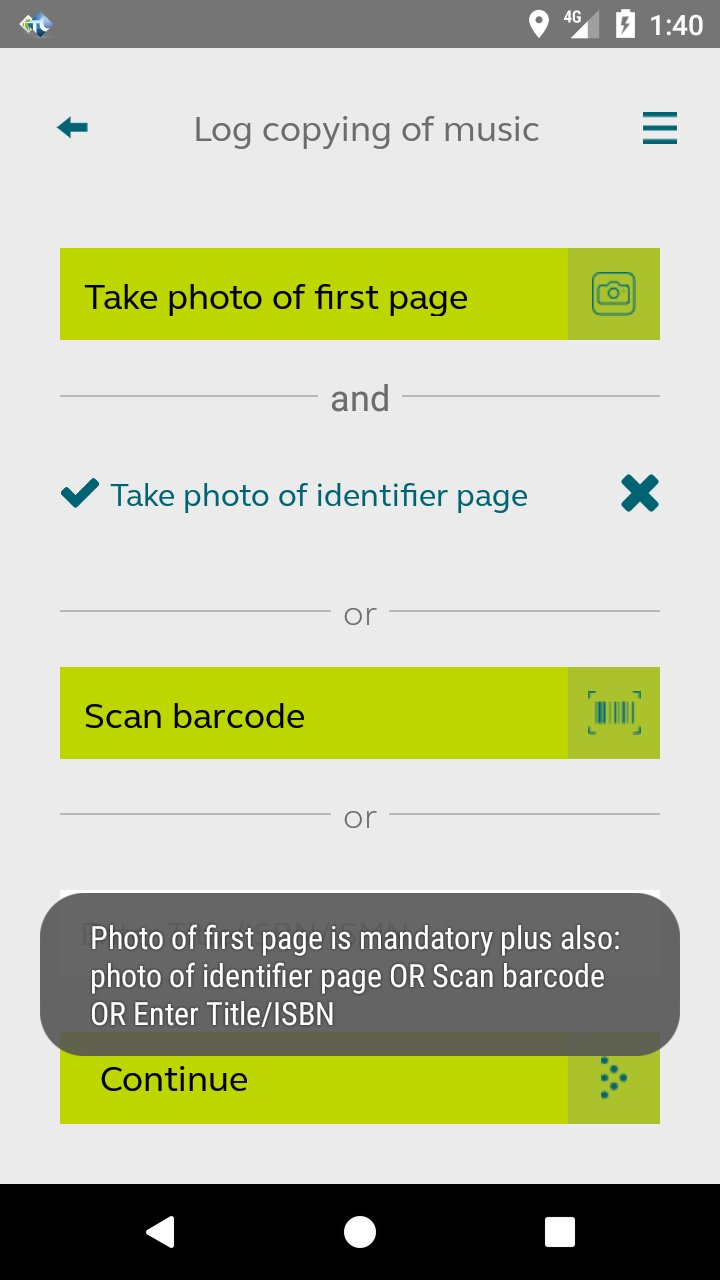 4G 1:40
Log copying of music
Take photo of first page
and
Take photo of identifier page
or
Scan barcode
or
Photo of first page is mandatory plus also:
photo of identifier page OR Scan barcode
OR Enter Title/ISBN
Continue